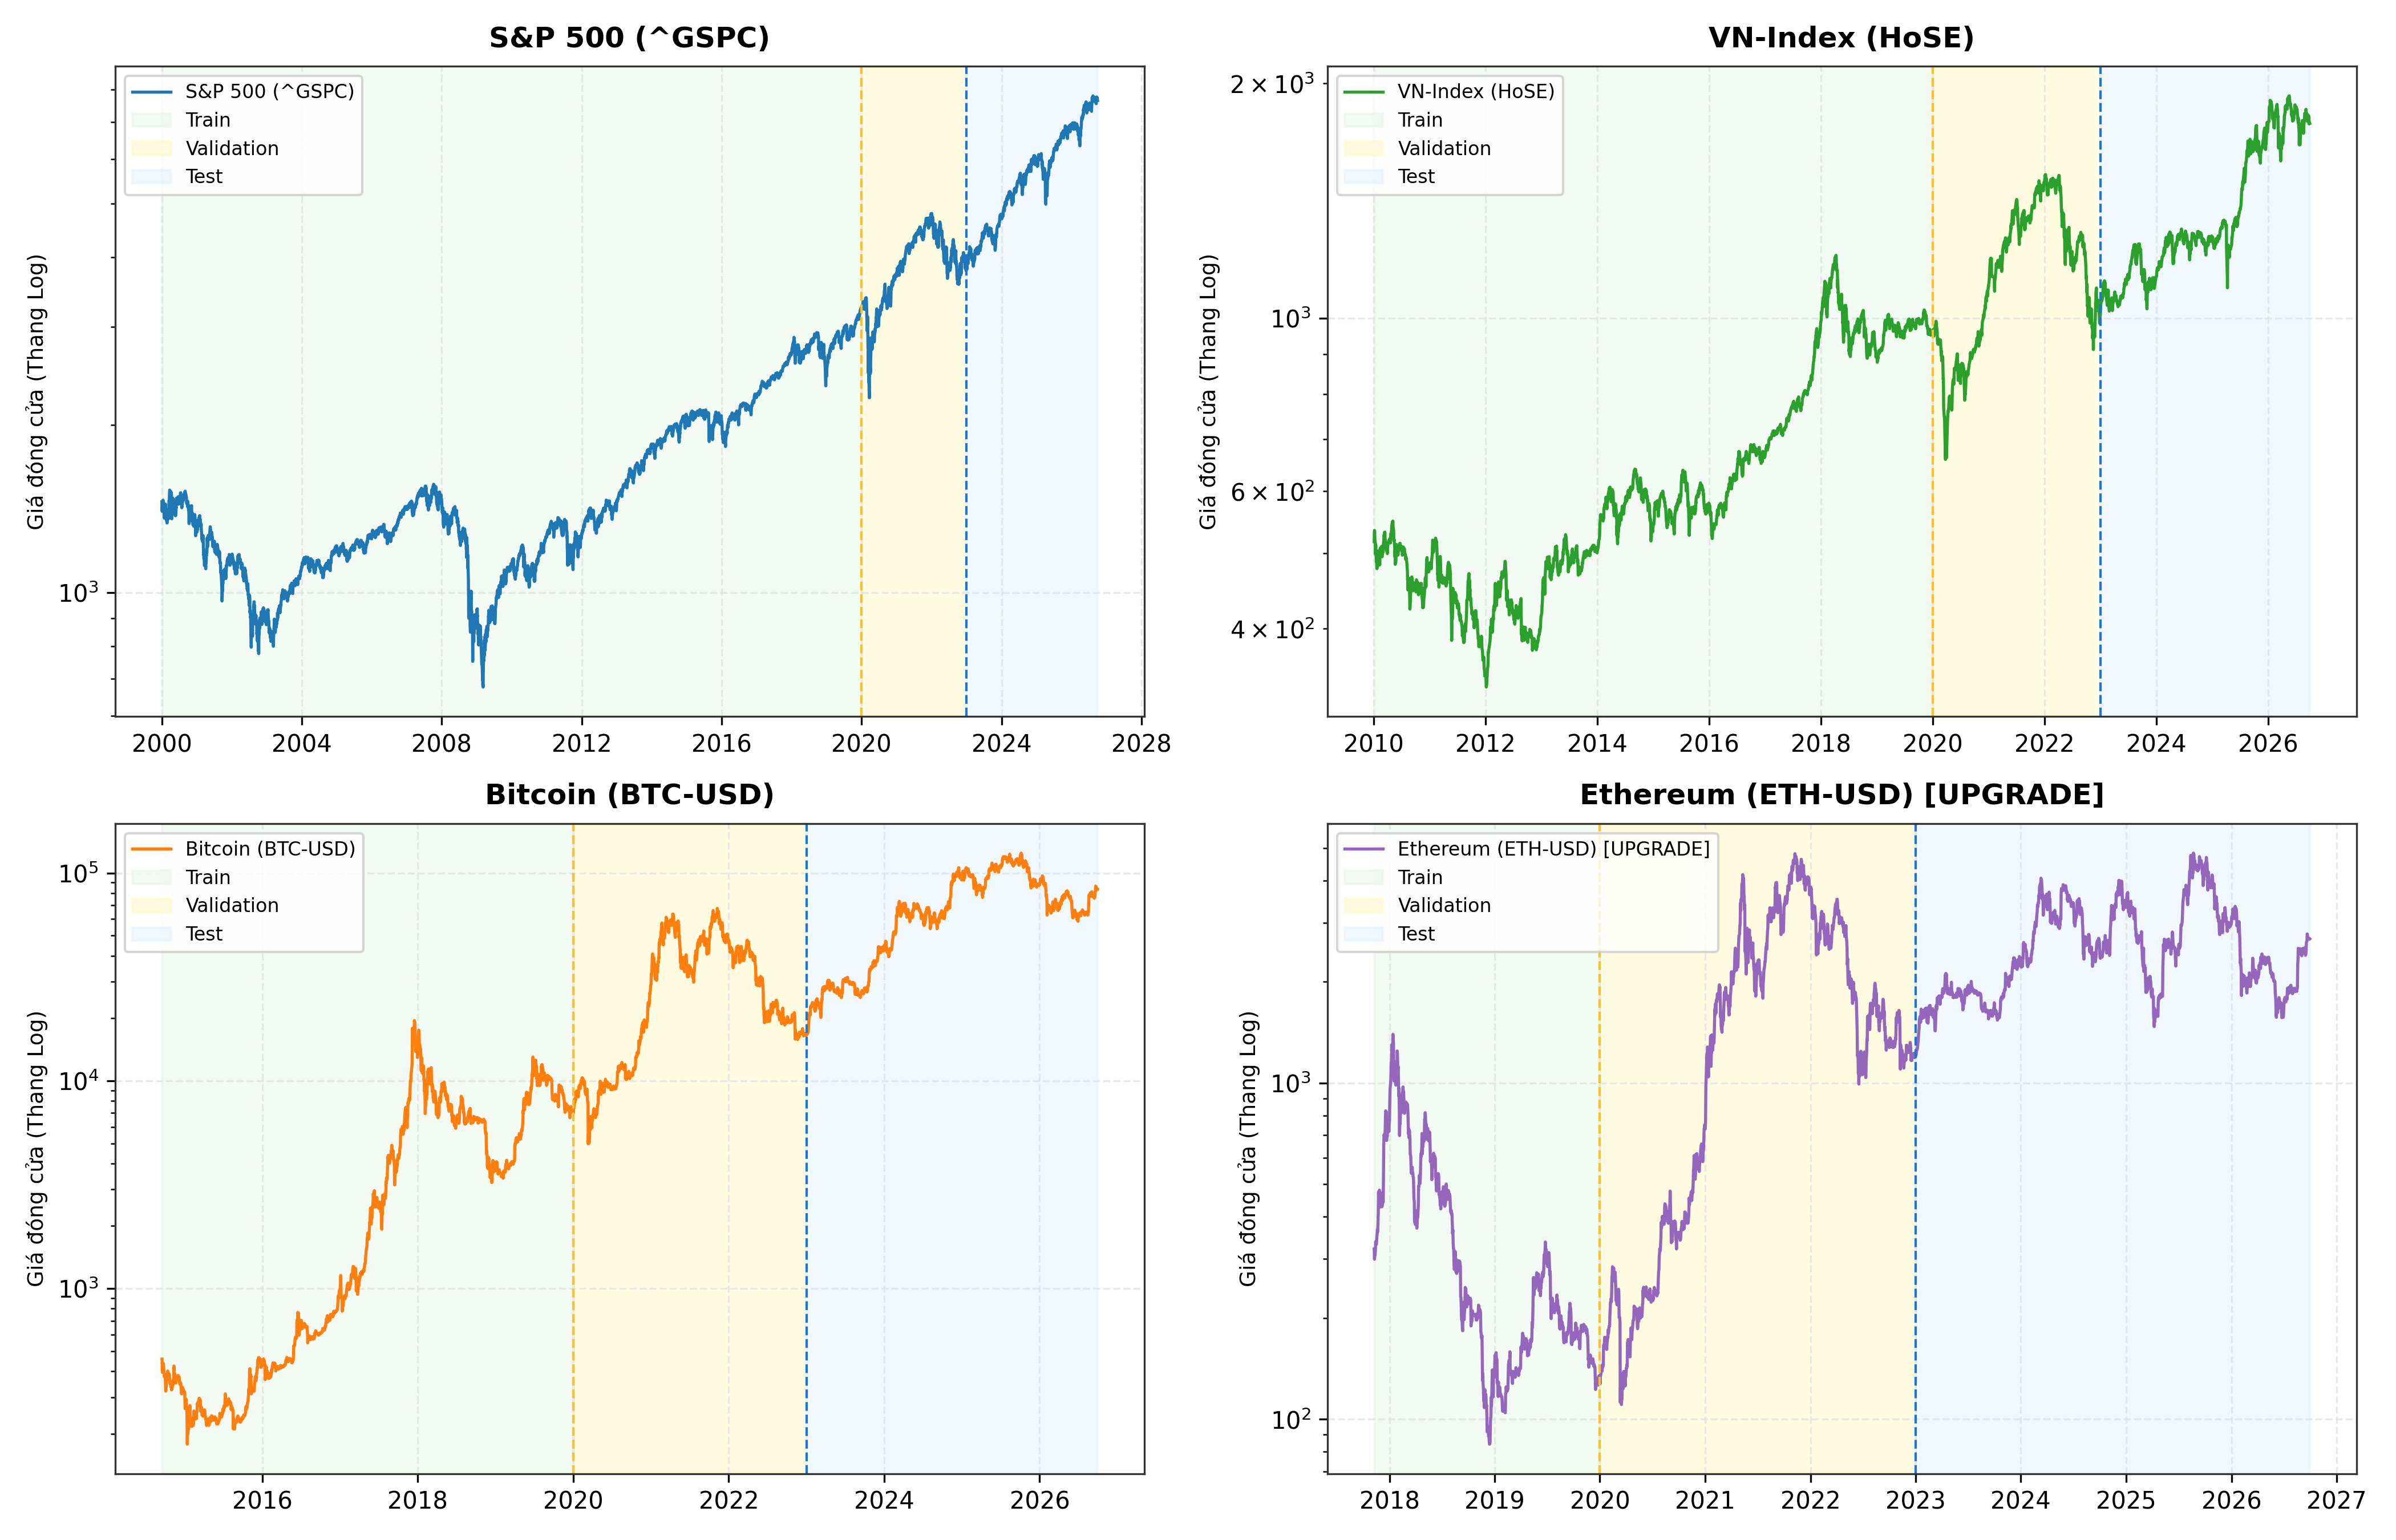 S&P 500 (^GSPC)
S&P 500 (^GSPC)
Train
Validation
Test
Giá đóng cửa (Thang Log)
10³
2000 2004 2008 2012 2016 2020 2024 2028
VN-Index (HoSE)
VN-Index (HoSE)
Train
Validation
Test
Giá đóng cửa (Thang Log)
2 × 10³
10³
6 × 10²
4 × 10²
2010 2012 2014 2016 2018 2020 2022 2024 2026
Bitcoin (BTC-USD)
Bitcoin (BTC-USD)
Train
Validation
Test
Giá đóng cửa (Thang Log)
10⁵
10⁴
10³
2016 2018 2020 2022 2024 2026
Ethereum (ETH-USD) [UPGRADE]
Ethereum (ETH-USD) [UPGRADE]
Train
Validation
Test
Giá đóng cửa (Thang Log)
10³
10²
2018 2019 2020 2021 2022 2023 2024 2025 2026 2027